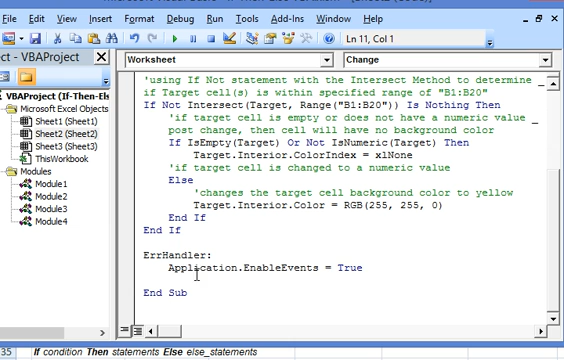 File Edit View Insert Format Debug Run Tools Add-Ins Window Help
Ln 11, Col 1
ct - VBAProject
Worksheet Change
VBAProject (If-Then-Els
Microsoft Excel Objects
Sheet1 (Sheet1)
Sheet2 (Sheet2)
Sheet3 (Sheet3)
ThisWorkbook
Modules
Module1
Module2
Module3
Module4
'using If Not statement with the Intersect Method to determine _
if Target cell(s) is within specified range of "B1:B20"
If Not Intersect(Target, Range("B1:B20")) Is Nothing Then
'if target cell is empty or does not have a numeric value _
post change, then cell will have no background color
If IsEmpty(Target) Or Not IsNumeric(Target) Then
Target.Interior.ColorIndex = xlNone
'if target cell is changed to a numeric value
Else
'changes the target cell background color to yellow
Target.Interior.Color = RGB(255, 255, 0)
End If
End If
ErrHandler:
Application.EnableEvents = True
End Sub
35 If condition Then statements Else else_statements